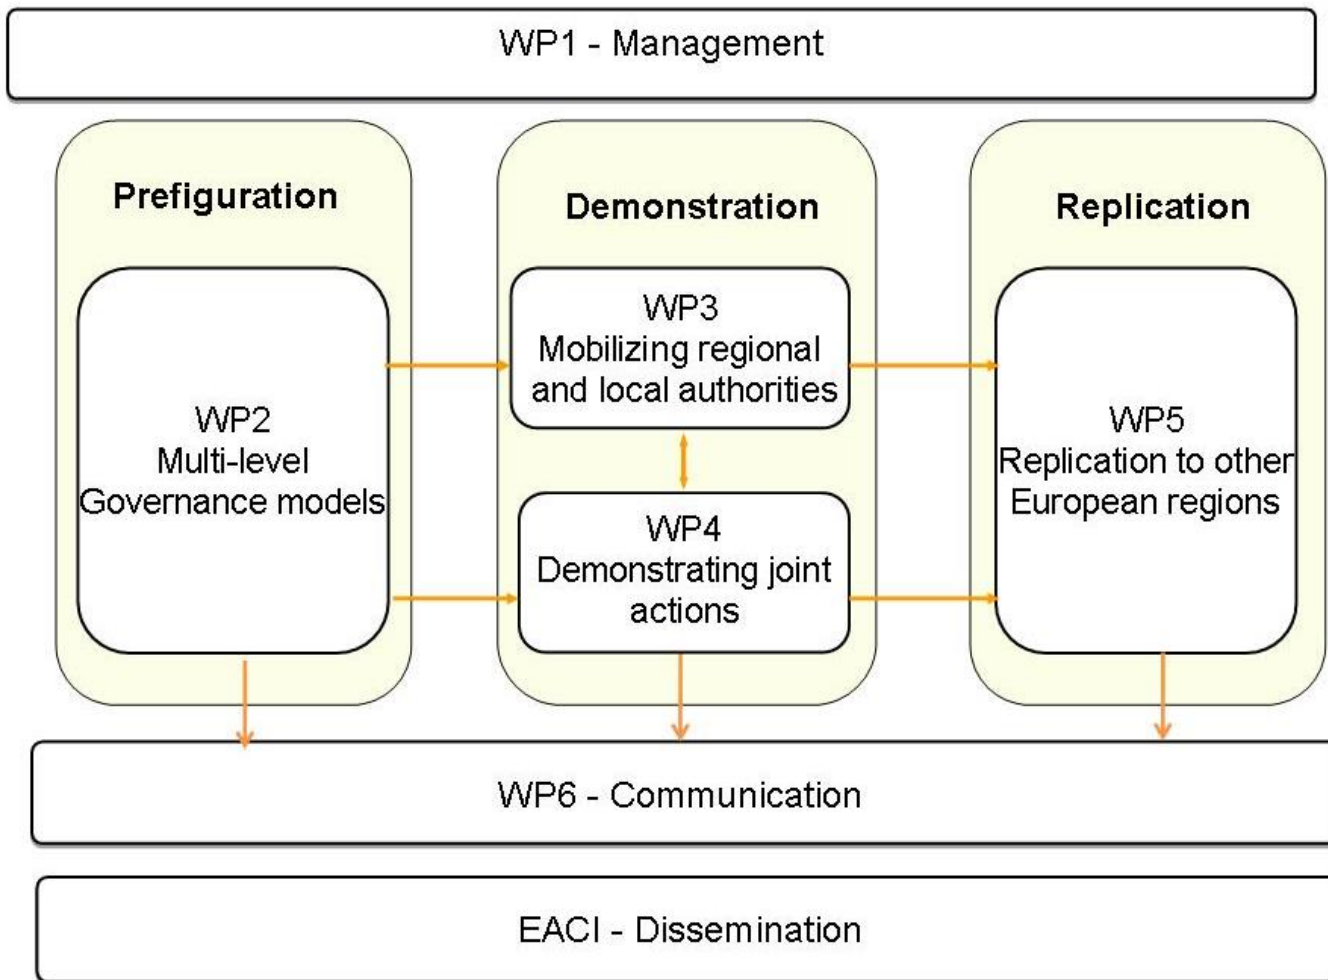 WP1 - Management
Prefiguration
WP2
Multi-level
Governance models
Demonstration
WP3
Mobilizing regional
and local authorities
WP4
Demonstrating joint
actions
Replication
WP5
Replication to other
European regions
WP6 - Communication
EACI - Dissemination